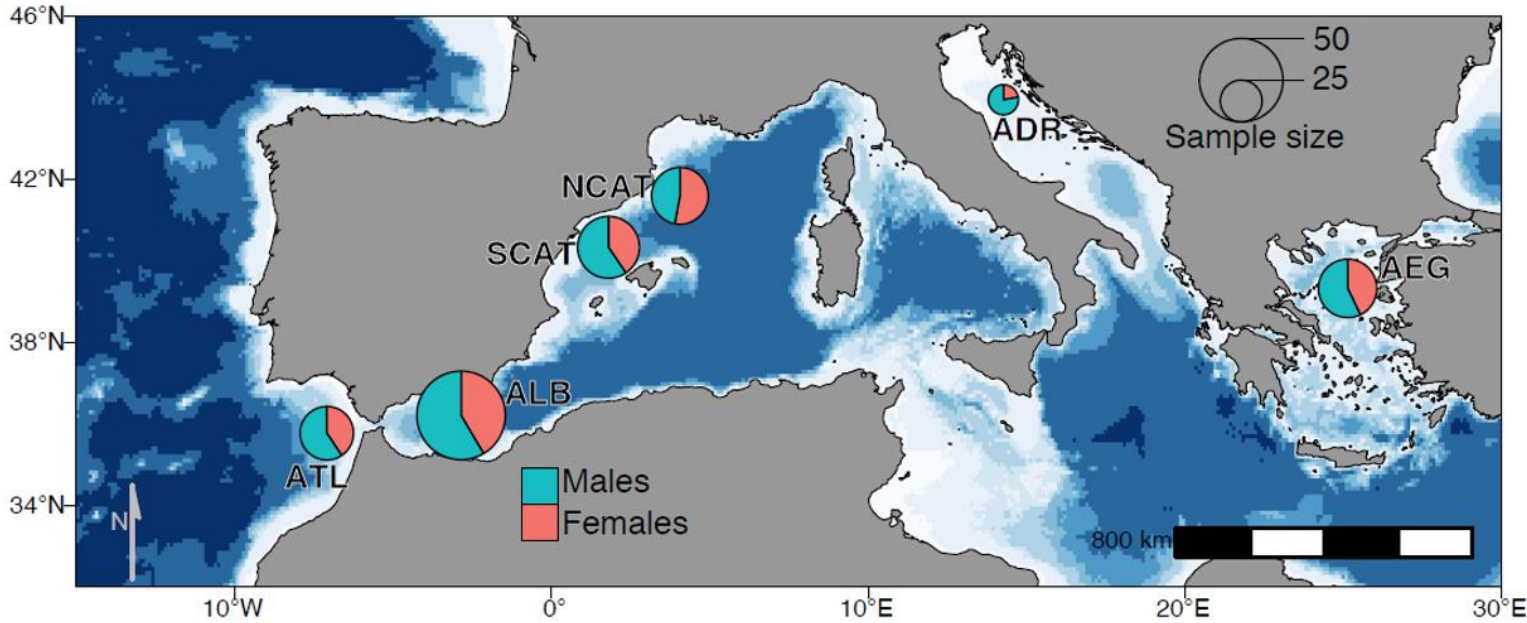 46°N
42°N
38°N
34°N
50
25
Sample size
ADR
NCAT
SCAT
AEG
ALB
ATL
Males
Females
N
800 km
10°W
0°
10°E
20°E
30°E